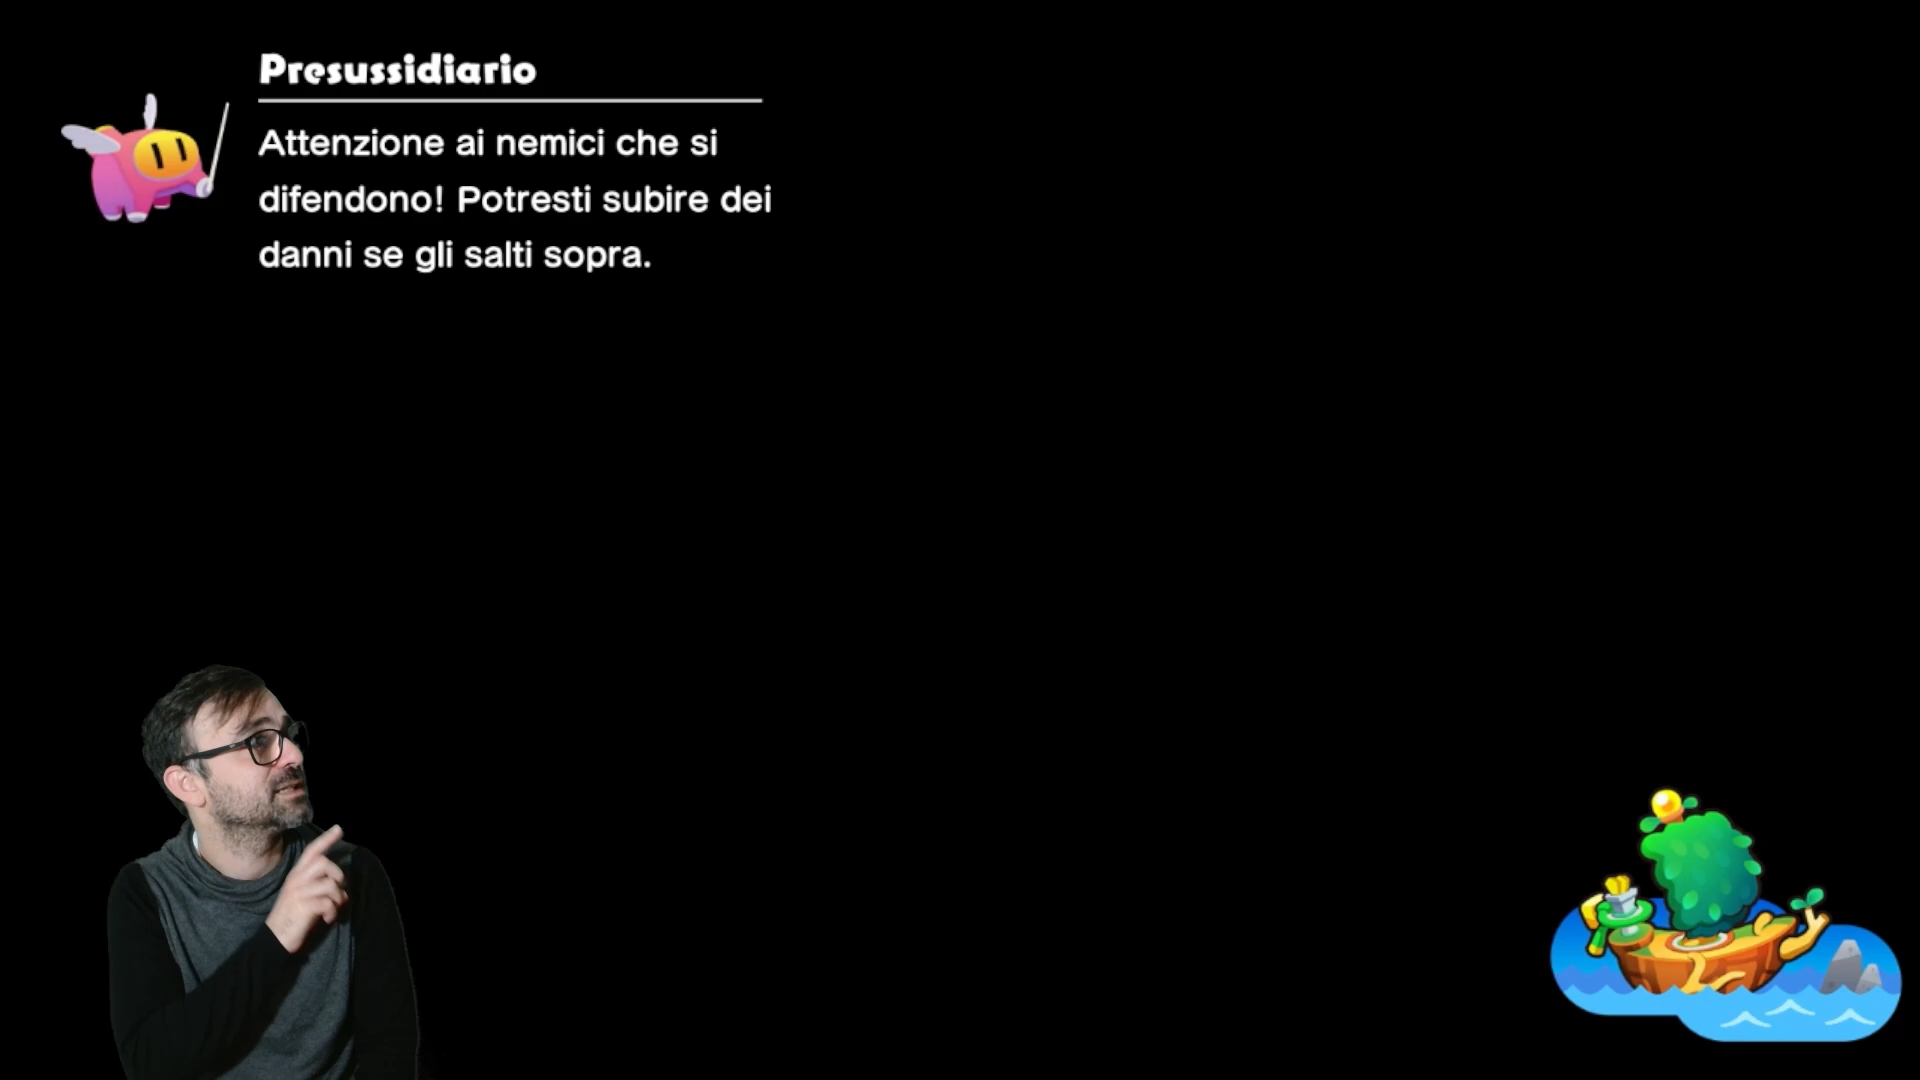 Presussidiario
Attenzione ai nemici che si
difendono! Potresti subire dei
danni se gli salti sopra.